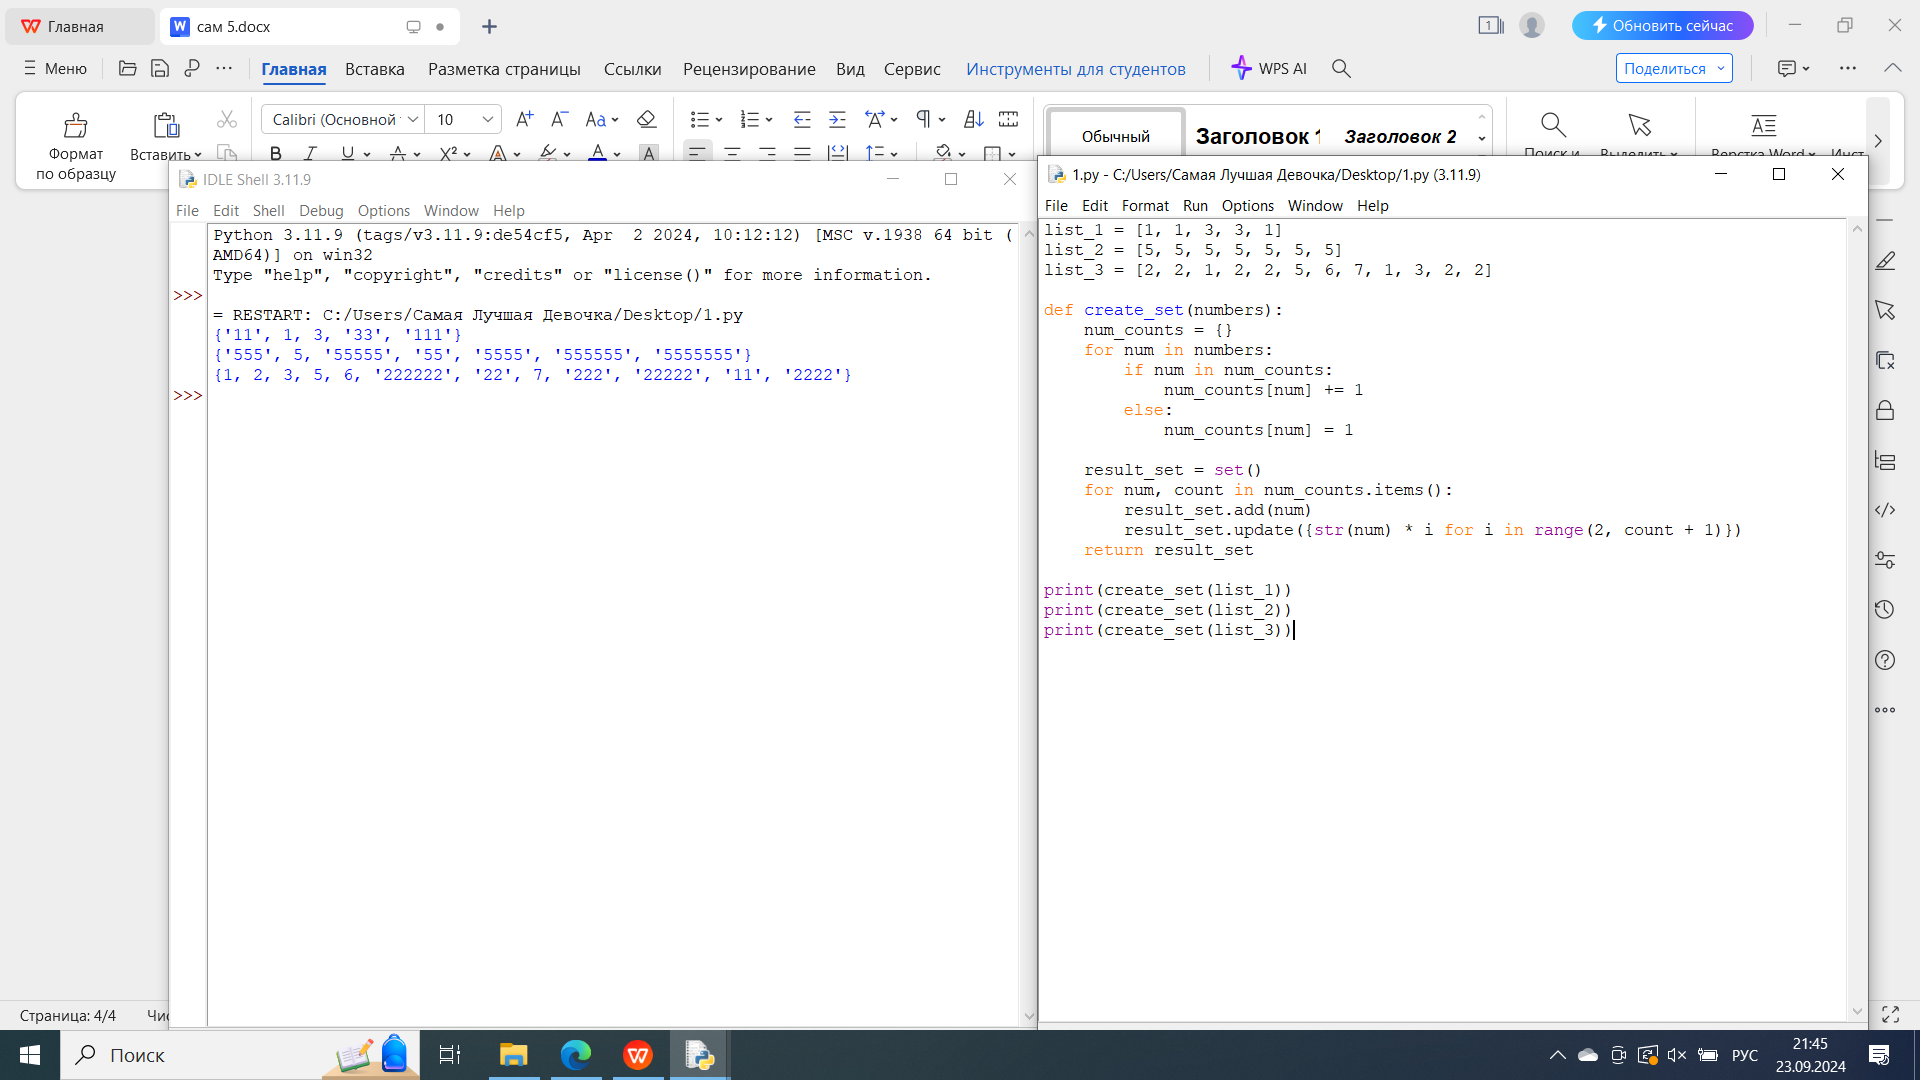 Главная
сам 5.docx
1
Обновить сейчас
Меню
Главная
Вставка
Разметка страницы
Ссылки
Рецензирование
Вид
Сервис
Инструменты для студентов
WPS AI
Поделиться
Формат
по образцу
Вставить
Calibri (Основной
10
Обычный
Заголовок 1
Заголовок 2
Поиск и
Выделить
Верстка Word
Инст
IDLE Shell 3.11.9
File Edit Shell Debug Options Window Help
Python 3.11.9 (tags/v3.11.9:de54cf5, Apr  2 2024, 10:12:12) [MSC v.1938 64 bit (
AMD64)] on win32
Type "help", "copyright", "credits" or "license()" for more information.
>>>
= RESTART: C:/Users/Самая Лучшая Девочка/Desktop/1.py
{'11', 1, 3, '33', '111'}
{'555', 5, '55555', '55', '5555', '555555', '5555555'}
{1, 2, 3, 5, 6, '222222', '22', 7, '222', '22222', '11', '2222'}
>>>
1.py - C:/Users/Самая Лучшая Девочка/Desktop/1.py (3.11.9)
File Edit Format Run Options Window Help
list_1 = [1, 1, 3, 3, 1]
list_2 = [5, 5, 5, 5, 5, 5, 5]
list_3 = [2, 2, 1, 2, 2, 5, 6, 7, 1, 3, 2, 2]
def create_set(numbers):
    num_counts = {}
    for num in numbers:
        if num in num_counts:
            num_counts[num] += 1
        else:
            num_counts[num] = 1
    result_set = set()
    for num, count in num_counts.items():
        result_set.add(num)
        result_set.update({str(num) * i for i in range(2, count + 1)})
    return result_set
print(create_set(list_1))
print(create_set(list_2))
print(create_set(list_3))
Страница: 4/4
Чис
Поиск
РУС
21:45
23.09.2024